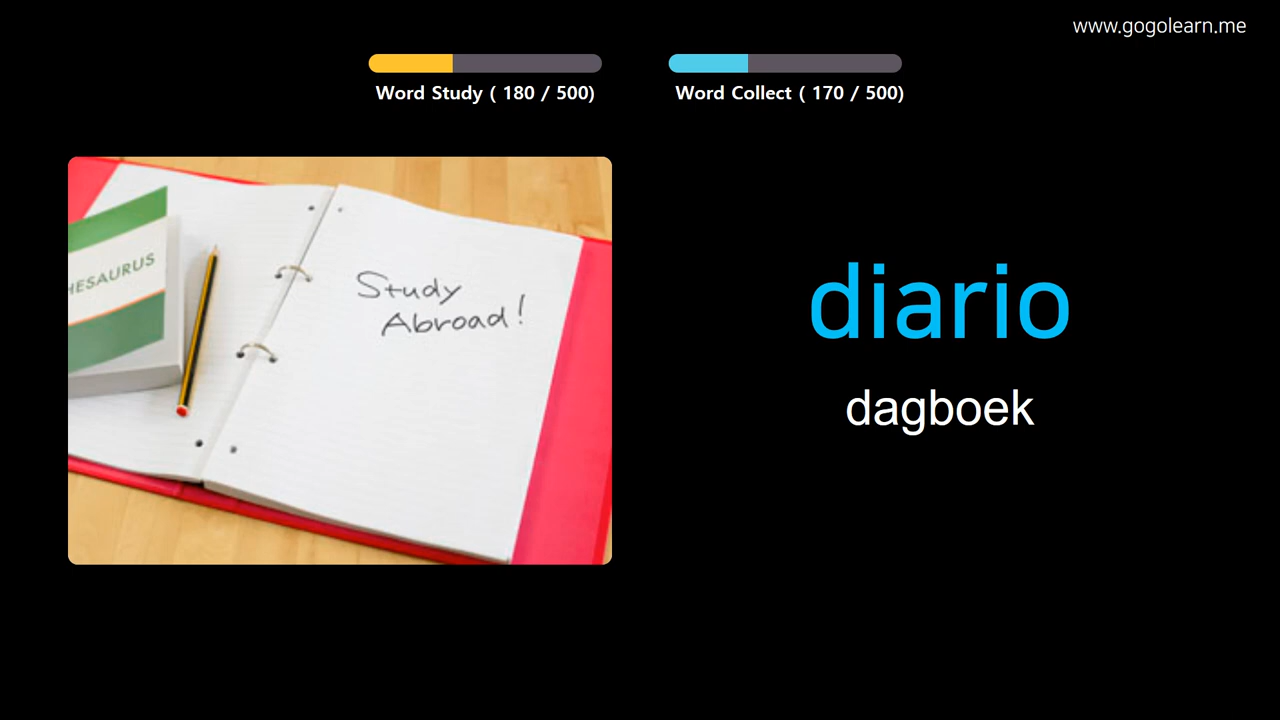 www.gogolearn.me
Word Study ( 180 / 500)
Word Collect ( 170 / 500)
HESAURUS
Study
Abroad!
diario
dagboek